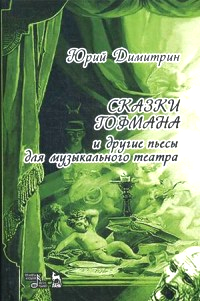 Юрий Димитрин
СКАЗКИ
ГОФМАНА
и другие пьесы
для музыкального театра